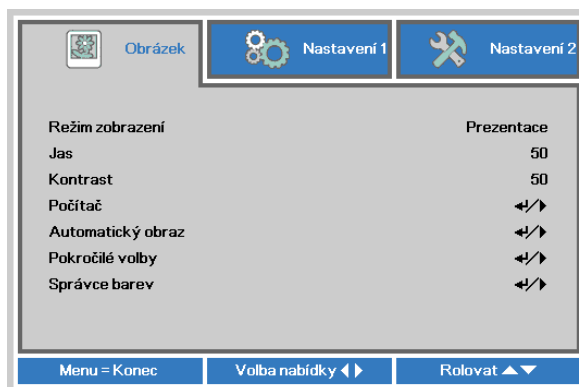 Obrázek Nastavení 1 Nastavení 2
Režim zobrazení Prezentace
Jas 50
Kontrast 50
Počítač ↵/▶
Automatický obraz ↵/▶
Pokročilé volby ↵/▶
Správce barev ↵/▶
Menu = Konec Volba nabídky ◀▶ Rolovat ▲▼